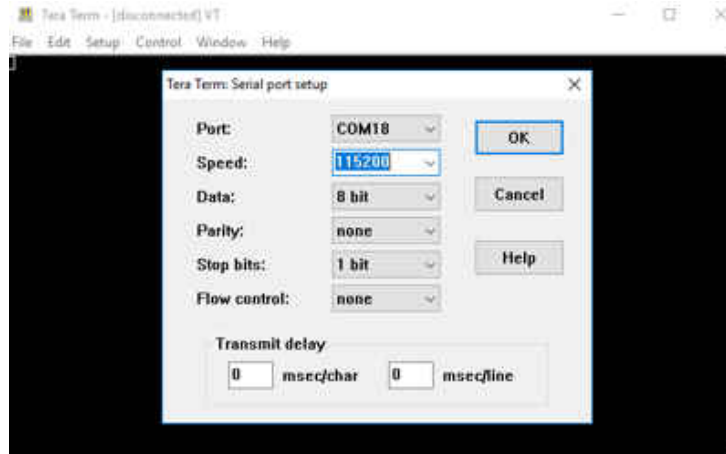 Tera Term - [disconnected] VT
File Edit Setup Control Window Help
Tera Term: Serial port setup
Port: COM18 OK
Speed: 115200
Data: 8 bit Cancel
Parity: none
Stop bits: 1 bit Help
Flow control: none
Transmit delay
0 msec/char 0 msec/line